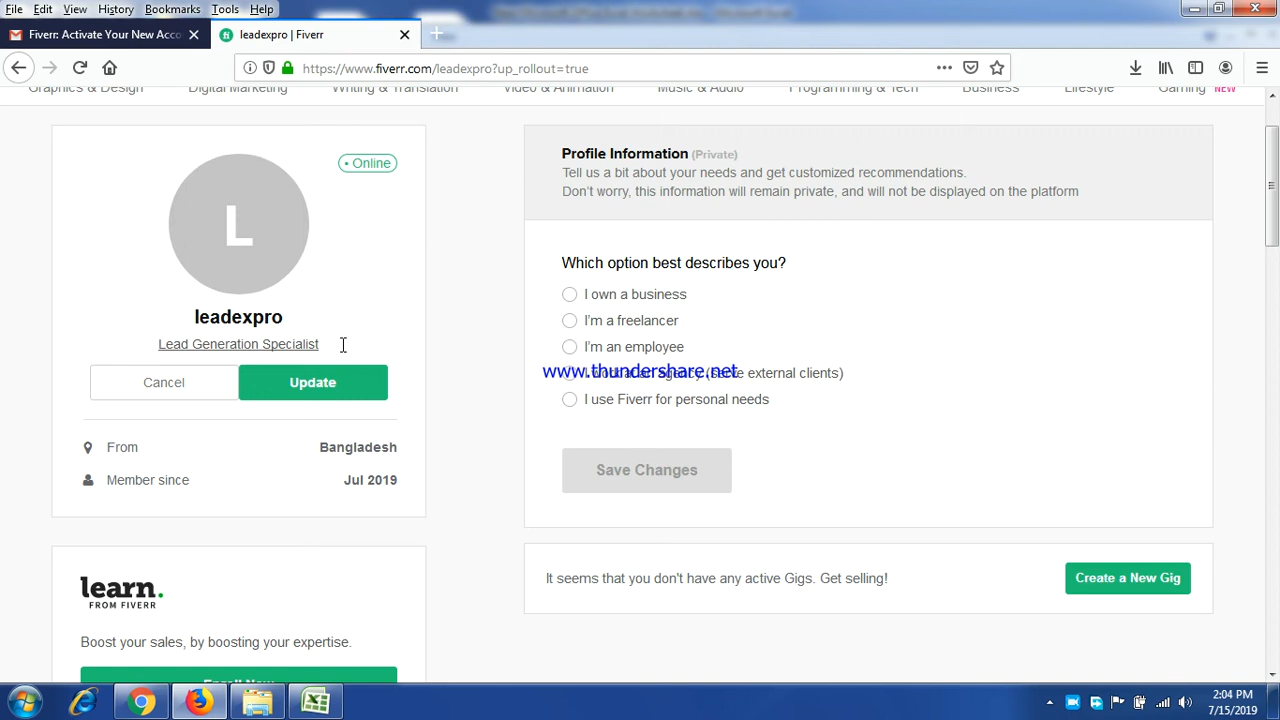 File Edit View History Bookmarks Tools Help
Fiverr: Activate Your New Acco
leadexpro | Fiverr
https://www.fiverr.com/leadexpro?up_rollout=true
Graphics & Design Digital Marketing Writing & Translation Video & Animation Music & Audio Programming & Tech Business Lifestyle Gaming NEW
• Online
L
leadexpro
Lead Generation Specialist
Cancel Update
From Bangladesh
Member since Jul 2019
learn.
FROM FIVERR
Boost your sales, by boosting your expertise.
Enroll Now
Profile Information (Private)
Tell us a bit about your needs and get customized recommendations.
Don't worry, this information will remain private, and will not be displayed on the platform
Which option best describes you?
I own a business
I'm a freelancer
I'm an employee
www.thundershare.net
(serve external clients)
I use Fiverr for personal needs
Save Changes
It seems that you don't have any active Gigs. Get selling! Create a New Gig
2:04 PM
7/15/2019